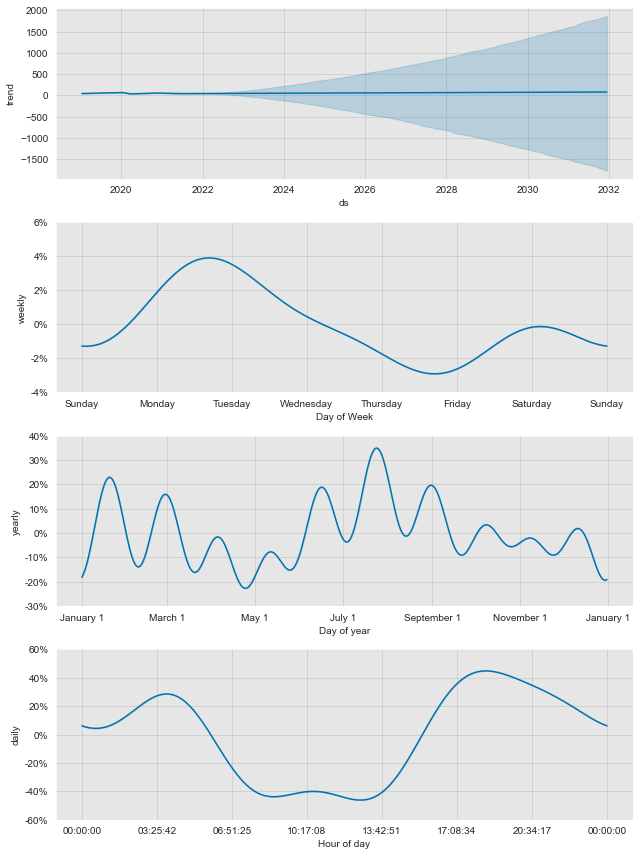 2000
1500
1000
500
0
−500
−1000
−1500
trend
2020 2022 2024 2026 2028 2030 2032
ds
6%
4%
2%
0%
-2%
-4%
weekly
Sunday Monday Tuesday Wednesday Thursday Friday Saturday Sunday
Day of Week
40%
30%
20%
10%
0%
-10%
-20%
-30%
yearly
January 1 March 1 May 1 July 1 September 1 November 1 January 1
Day of year
60%
40%
20%
0%
-20%
-40%
-60%
daily
00:00:00 03:25:42 06:51:25 10:17:08 13:42:51 17:08:34 20:34:17 00:00:00
Hour of day